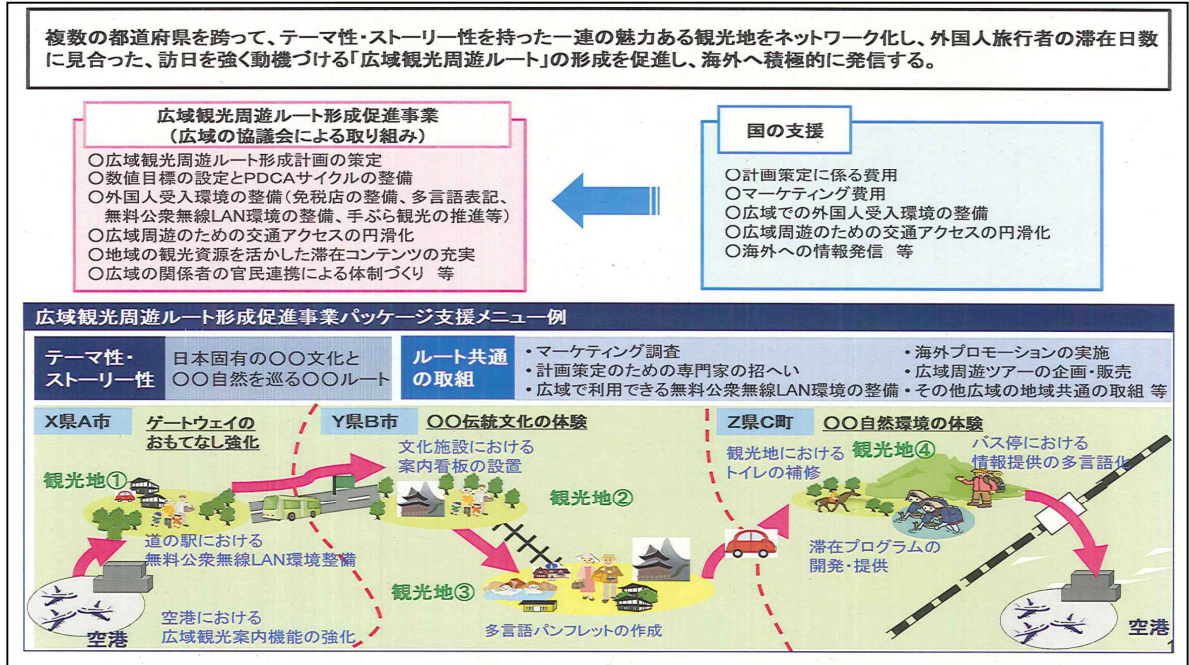 複数の都道府県を跨って、テーマ性・ストーリー性を持った一連の魅力ある観光地をネットワーク化し、外国人旅行者の滞在日数
に見合った、訪日を強く動機づける「広域観光周遊ルート」の形成を促進し、海外へ積極的に発信する。
広域観光周遊ルート形成促進事業
（広域の協議会による取り組み）
○広域観光周遊ルート形成計画の策定
○数値目標の設定とPDCAサイクルの整備
○外国人受入環境の整備（免税店の整備、多言語表記、
無料公衆無線LAN環境の整備、手ぶら観光の推進等）
○広域周遊のための交通アクセスの円滑化
○地域の観光資源を活かした滞在コンテンツの充実
○広域の関係者の官民連携による体制づくり 等
国の支援
○計画策定に係る費用
○マーケティング費用
○広域での外国人受入環境の整備
○広域周遊のための交通アクセスの円滑化
○海外への情報発信 等
広域観光周遊ルート形成促進事業パッケージ支援メニュー例
テーマ性・
ストーリー性
日本固有の○○文化と
○○自然を巡る○○ルート
ルート共通
の取組
・マーケティング調査
・計画策定のための専門家の招へい
・広域で利用できる無料公衆無線LAN環境の整備
・海外プロモーションの実施
・広域周遊ツアーの企画・販売
・その他広域の地域共通の取組 等
X県A市
ゲートウェイの
おもてなし強化
観光地①
道の駅における
無料公衆無線LAN環境整備
空港
空港における
広域観光案内機能の強化
Y県B市
○○伝統文化の体験
文化施設における
案内看板の設置
観光地②
観光地③
多言語パンフレットの作成
Z県C町
○○自然環境の体験
観光地における
トイレの補修
観光地④
バス停における
情報提供の多言語化
滞在プログラムの
開発・提供
空港